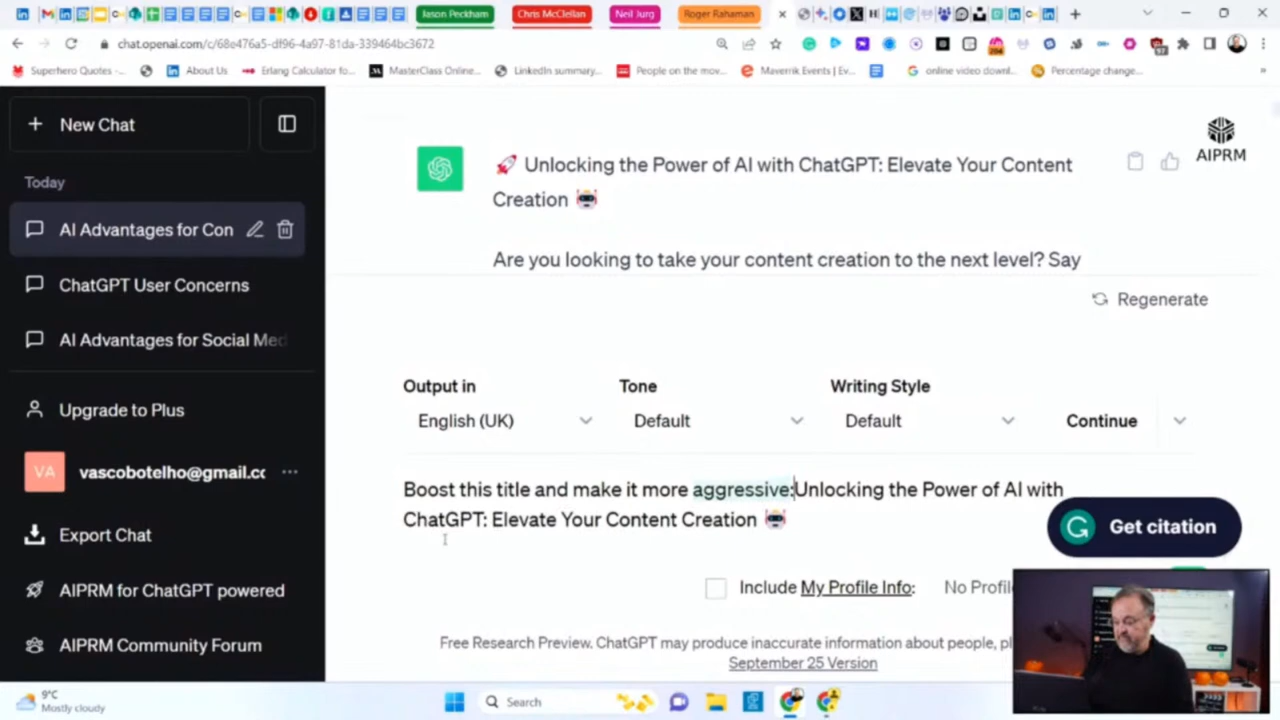 Jason Peckham
Chris McClellan
Neil Jurg
Roger Rahaman
chat.openai.com/c/68e476a5-df96-4a97-81da-339464bc3672
Superhero Quotes -...
About Us
Erlang Calculator fo...
MasterClass Online...
LinkedIn summary...
People on the mov...
Maverrik Events | Ev...
online video downl...
Percentage change...
New Chat
Today
AI Advantages for Con
ChatGPT User Concerns
AI Advantages for Social Med
Upgrade to Plus
VA
vascobotelho@gmail.cc
Export Chat
AIPRM for ChatGPT powered
AIPRM Community Forum
AIPRM
🚀 Unlocking the Power of AI with ChatGPT: Elevate Your Content
Creation 🤖
Are you looking to take your content creation to the next level? Say
Regenerate
Output in
Tone
Writing Style
English (UK)
Default
Default
Continue
Boost this title and make it more aggressive:Unlocking the Power of AI with
ChatGPT: Elevate Your Content Creation 🤖
Get citation
Include My Profile Info:
No Profil
Free Research Preview. ChatGPT may produce inaccurate information about people, pl
September 25 Version
9°C
Mostly cloudy
Search